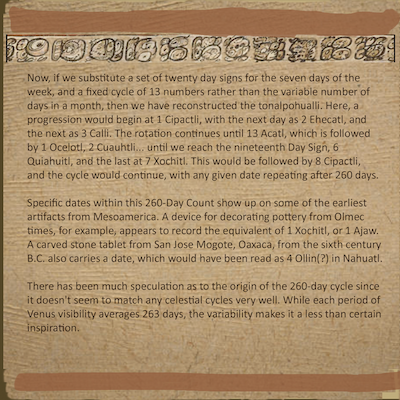 Now, if we substitute a set of twenty day signs for the seven days of the
week, and a fixed cycle of 13 numbers rather than the variable number of
days in a month, then we have reconstructed the tonalpohualli. Here, a
progression would begin at 1 Cipactli, with the next day as 2 Ehecatl, and
the next as 3 Calli. The rotation continues until 13 Acatl, which is followed
by 1 Ocelotl, 2 Cuauhtli... until we reach the nineteenth Day Sign, 6
Quiahuitl, and the last at 7 Xochitl. This would be followed by 8 Cipactli,
and the cycle would continue, with any given date repeating after 260 days.
Specific dates within this 260-Day Count show up on some of the earliest
artifacts from Mesoamerica. A device for decorating pottery from Olmec
times, for example, appears to record the equivalent of 1 Xochitl, or 1 Ajaw.
A carved stone tablet from San Jose Mogote, Oaxaca, from the sixth century
B.C. also carries a date, which would have been read as 4 Ollin(?) in Nahuatl.
There has been much speculation as to the origin of the 260-day cycle since
it doesn't seem to match any celestial cycles very well. While each period of
Venus visibility averages 263 days, the variability makes it a less than certain
inspiration.